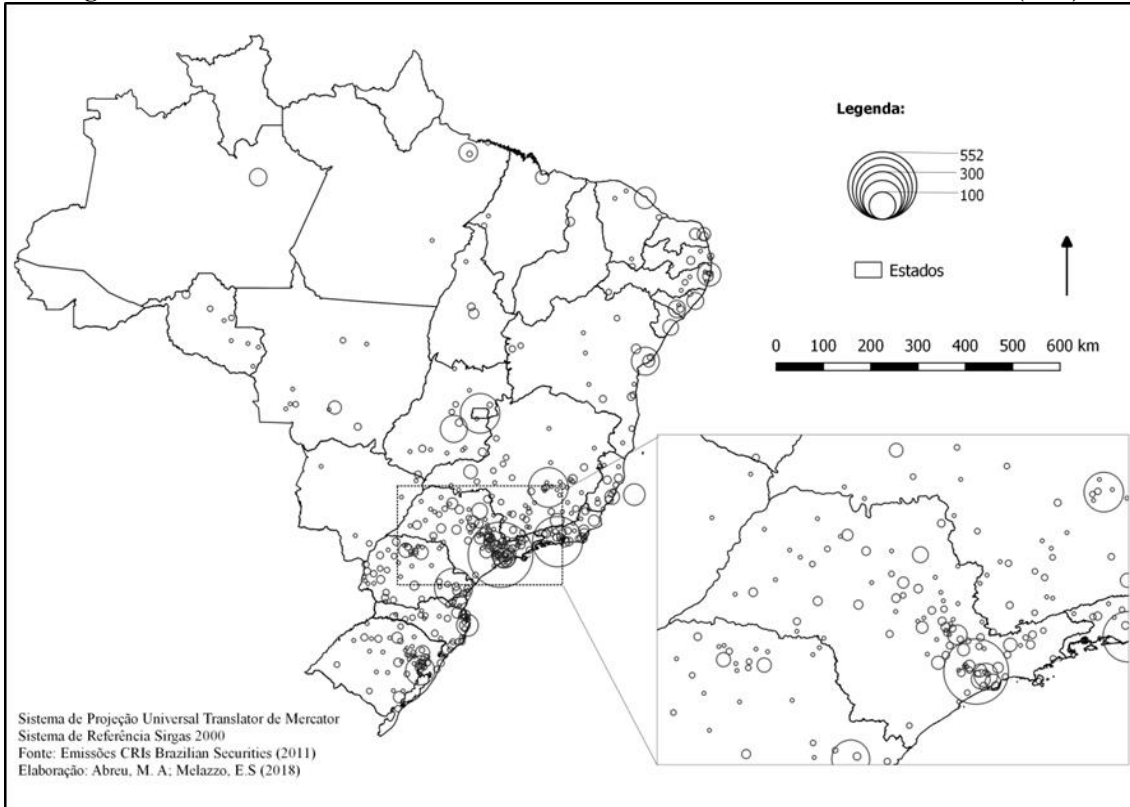 (
)
Legenda:
552
300
100
Estados
0 100 200 300 400 500 600 km
Sistema de Projeção Universal Translator de Mercator
Sistema de Referência Sirgas 2000
Fonte: Emissões CRIs Brazilian Securities (2011)
Elaboração: Abreu, M. A; Melazzo, E.S (2018)